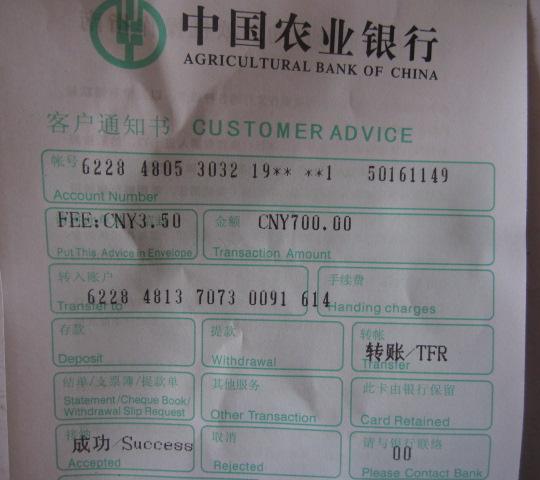 中国农业银行
AGRICULTURAL BANK OF CHINA
客户通知书 CUSTOMER ADVICE
帐号 6228 4805 3032 19** **1 50161149
Account Number
FEE:CNY3.50 金额 CNY700.00
Put This Advice in Envelope Transaction Amount
转入账户 手续费
Transfer to 6228 4813 7073 0091 614 Handing charges
存款 提款 转帐
转账/TFR
Deposit Withdrawal Transfer
结单/支票簿/提款单 其他服务 此卡由银行保留
Statement/Cheque Book/
Withdrawal Slip Request Other Transaction Card Retained
取消 请与银行联络
成功/Success 00
Accepted Rejected Please Contact Bank